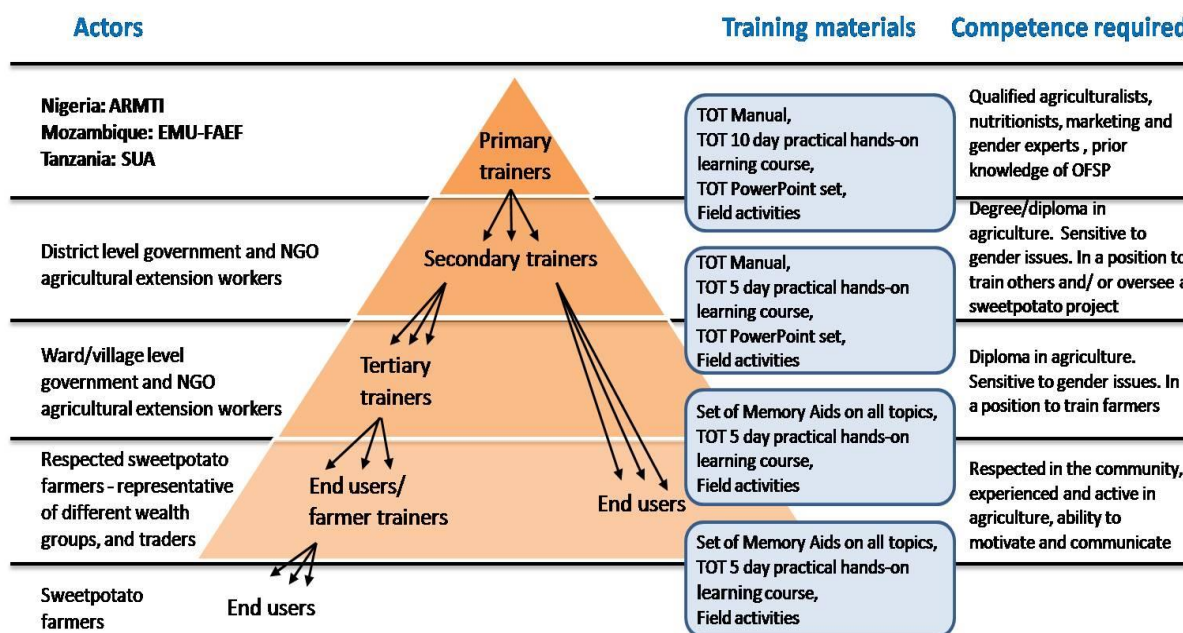 Actors
Training materials
Competence required
Nigeria: ARMTI
Mozambique: EMU-FAEF
Tanzania: SUA
Primary
trainers
TOT Manual,
TOT 10 day practical hands-on
learning course,
TOT PowerPoint set,
Field activities
Qualified agriculturalists,
nutritionists, marketing and
gender experts , prior
knowledge of OFSP
District level government and NGO
agricultural extension workers
Secondary trainers
TOT Manual,
TOT 5 day practical hands-on
learning course,
TOT PowerPoint set,
Field activities
Degree/diploma in
agriculture. Sensitive to
gender issues. In a position to
train others and/ or oversee a
sweetpotato project
Ward/village level
government and NGO
agricultural extension workers
Tertiary
trainers
Set of Memory Aids on all topics,
TOT 5 day practical hands-on
learning course,
Field activities
Diploma in agriculture.
Sensitive to gender issues. In
a position to train farmers
Respected sweetpotato
farmers - representative
of different wealth
groups, and traders
End users/
farmer trainers
End users
Set of Memory Aids on all topics,
TOT 5 day practical hands-on
learning course,
Field activities
Respected in the community,
experienced and active in
agriculture, ability to
motivate and communicate
Sweetpotato
farmers
End users